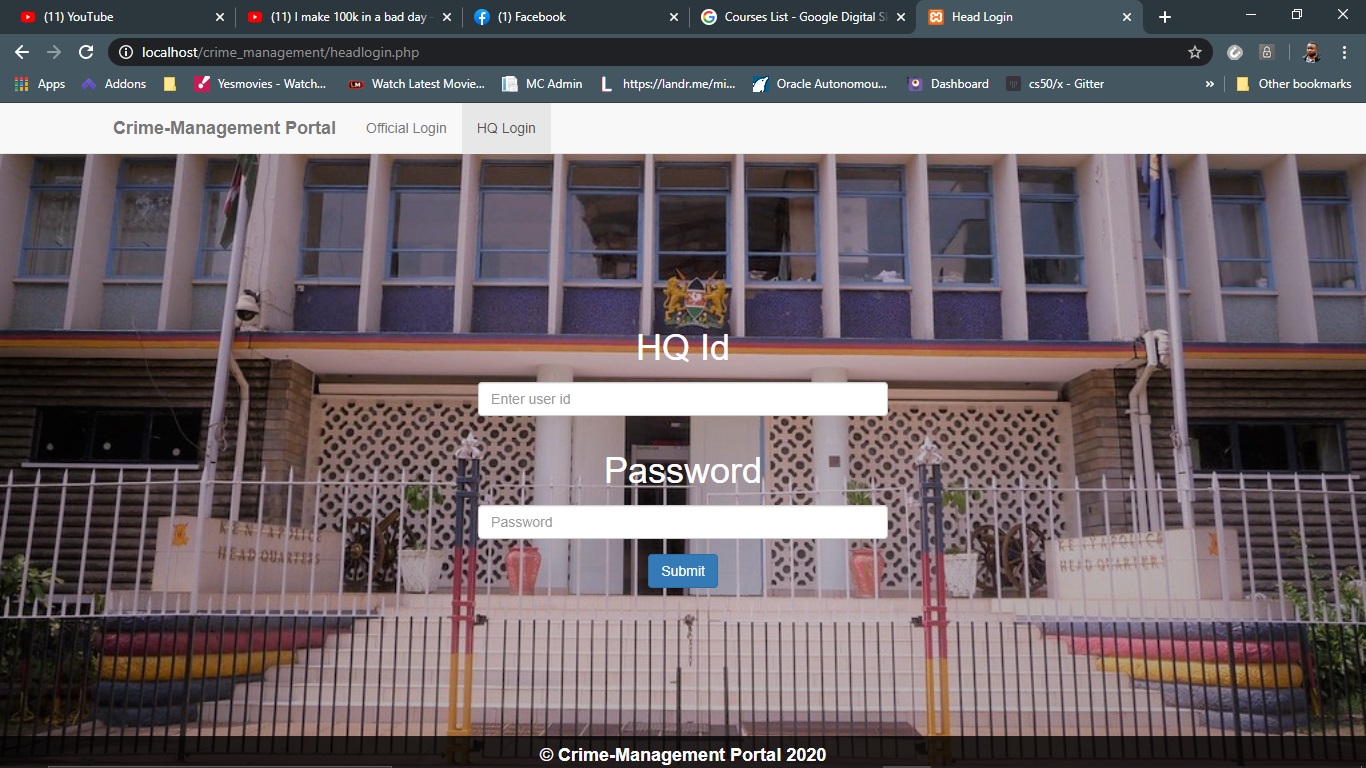 (11) YouTube
(11) I make 100k in a bad day -
(1) Facebook
Courses List - Google Digital Sk
Head Login
localhost/crime_management/headlogin.php
Apps
Addons
Yesmovies - Watch...
LM
Watch Latest Movie...
MC Admin
L
https://landr.me/mi...
Oracle Autonomou...
Dashboard
cs50/x - Gitter
»
Other bookmarks
Crime-Management Portal
Official Login
HQ Login
HQ Id
Enter user id
Password
Password
Submit
KENYA POLICE
HEAD QUARTERS
KENYA POLICE
HEAD QUARTERS
© Crime-Management Portal 2020